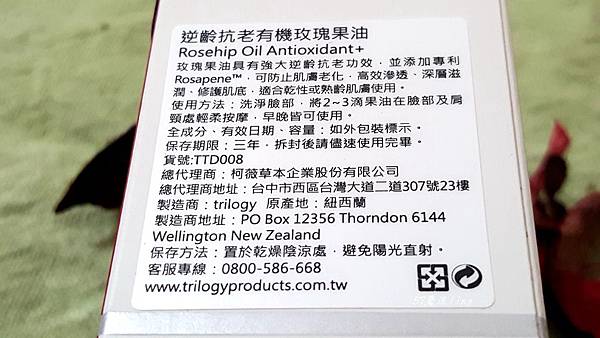 逆齡抗老有機玫瑰果油
Rosehip Oil Antioxidant+
玫瑰果油具有強大逆齡抗老功效，並添加專利
Rosapene™，可防止肌膚老化，高效滲透、深層滋
潤、修護肌底，適合乾性或熟齡肌膚使用。
使用方法：洗淨臉部，將2~3滴果油在臉部及肩
頸處輕柔按摩，早晚皆可使用。
全成分、有效日期、容量：如外包裝標示。
保存期限：三年，拆封後請儘速使用完畢。
貨號:TTD008
總代理商：柯薇草本企業股份有限公司
總代理商地址：台中市西區台灣大道二道307號23樓
製造商：trilogy 原產地：紐西蘭
製造商地址：PO Box 12356 Thorndon 6144
Wellington New Zealand
保存方法：置於乾燥陰涼處，避免陽光直射。
客服專線：0800-586-668
www.trilogyproducts.com.tw